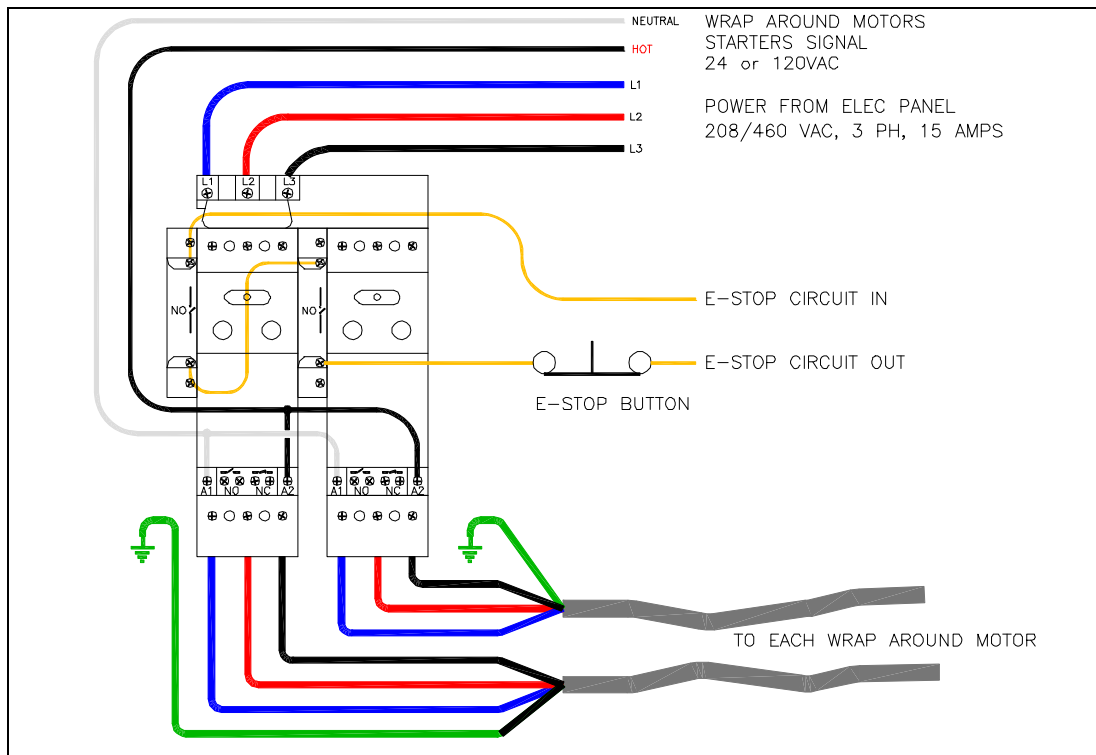 NEUTRAL
WRAP AROUND MOTORS
HOT
STARTERS SIGNAL
24 or 120VAC
L1
POWER FROM ELEC PANEL
L2
208/460 VAC, 3 PH, 15 AMPS
L3
L1 L2 L3
E-STOP CIRCUIT IN
NO NO
E-STOP CIRCUIT OUT
E-STOP BUTTON
A1 NO NC A2 A1 NO NC A2
TO EACH WRAP AROUND MOTOR